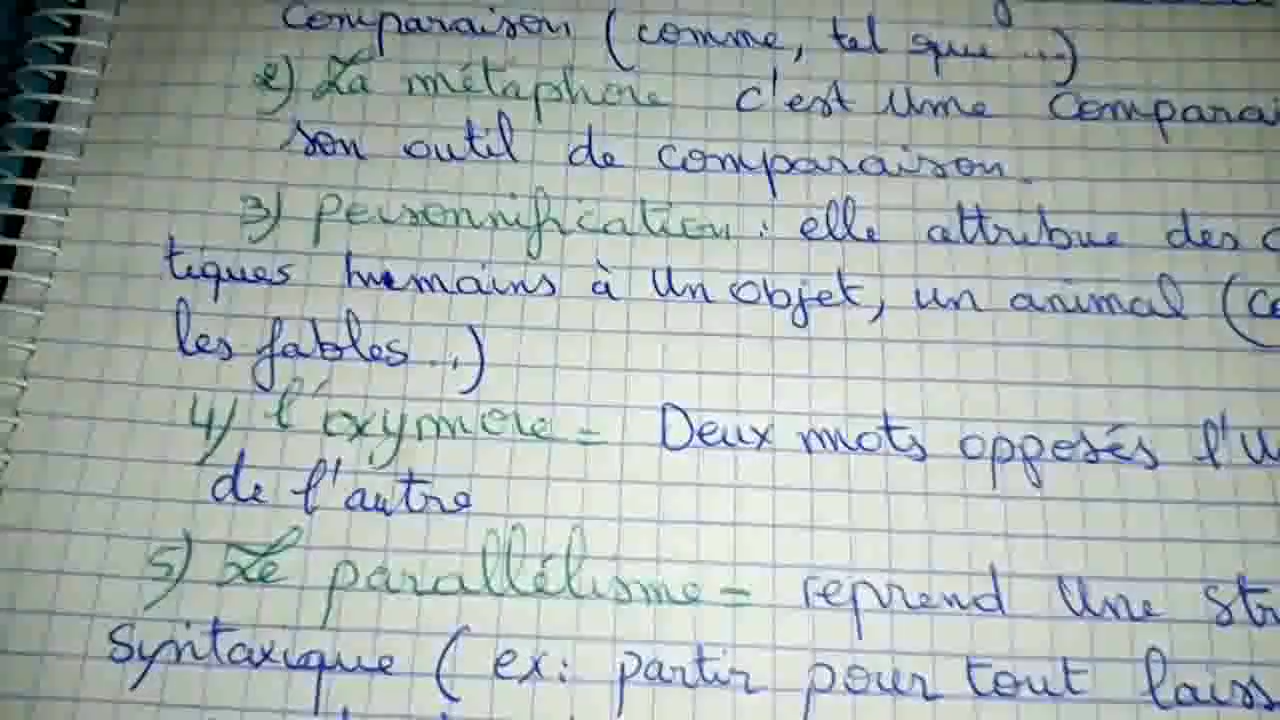 Comparaison (comme, tel que ...)
2) La métaphore c'est une Comparai
son outil de comparaison.
3) Personnification : elle attribue des
tiques humains à un objet, un animal (
les fables ...)
4) l'oxymore = Deux mots opposés l'u
de l'autre
5) Le parallélisme = reprend une str
Syntaxique ( ex: partir pour tout laiss